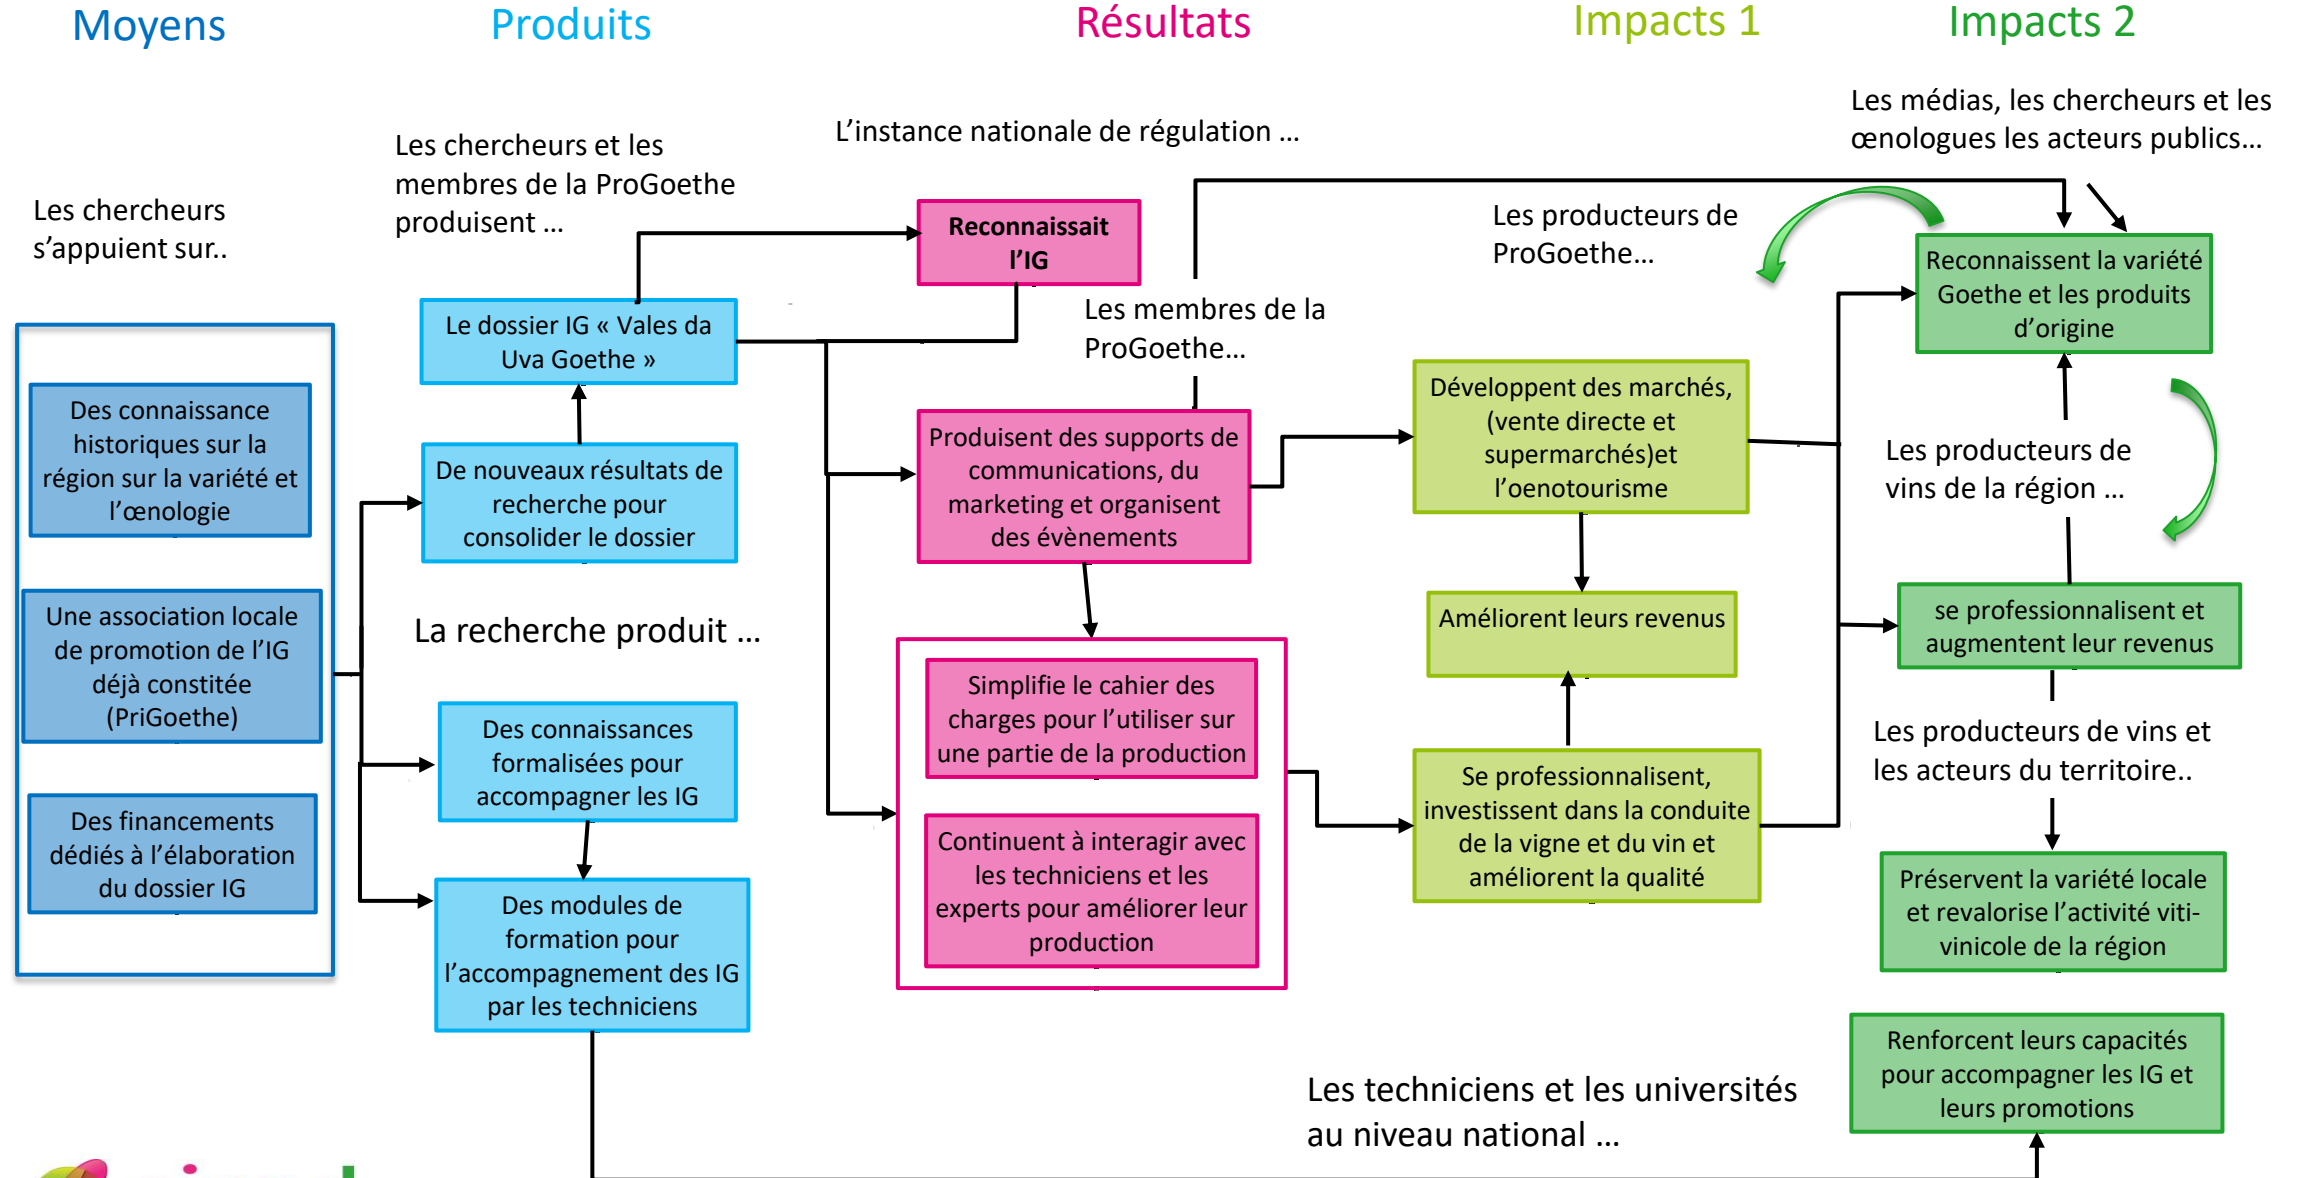 Moyens
Produits
Résultats
Impacts 1
Impacts 2
Les chercheurs
s'appuient sur..
Des connaissance
historiques sur la
région sur la variété et
l'œnologie
Une association locale
de promotion de l'IG
déjà constitée
(PriGoethe)
Des financements
dédiés à l'élaboration
du dossier IG
Les chercheurs et les
membres de la ProGoethe
produisent ...
Le dossier IG « Vales da
Uva Goethe »
De nouveaux résultats de
recherche pour
consolider le dossier
La recherche produit ...
Des connaissances
formalisées pour
accompagner les IG
Des modules de
formation pour
l'accompagnement des IG
par les techniciens
L'instance nationale de régulation ...
Reconnaissait
l'IG
Les membres de la
ProGoethe...
Produisent des supports de
communications, du
marketing et organisent
des évènements
Simplifie le cahier des
charges pour l'utiliser sur
une partie de la production
Continuent à interagir avec
les techniciens et les
experts pour améliorer leur
production
Les producteurs de
ProGoethe...
Développent des marchés,
(vente directe et
supermarchés)et
l'oenotourisme
Améliorent leurs revenus
Se professionnalisent,
investissent dans la conduite
de la vigne et du vin et
améliorent la qualité
Les médias, les chercheurs et les
œnologues les acteurs publics...
Reconnaissent la variété
Goethe et les produits
d'origine
Les producteurs de
vins de la région ...
se professionnalisent et
augmentent leur revenus
Les producteurs de vins et
les acteurs du territoire..
Préservent la variété locale
et revalorise l'activité viti-
vinicole de la région
Les techniciens et les universités
au niveau national ...
Renforcent leurs capacités
pour accompagner les IG et
leurs promotions